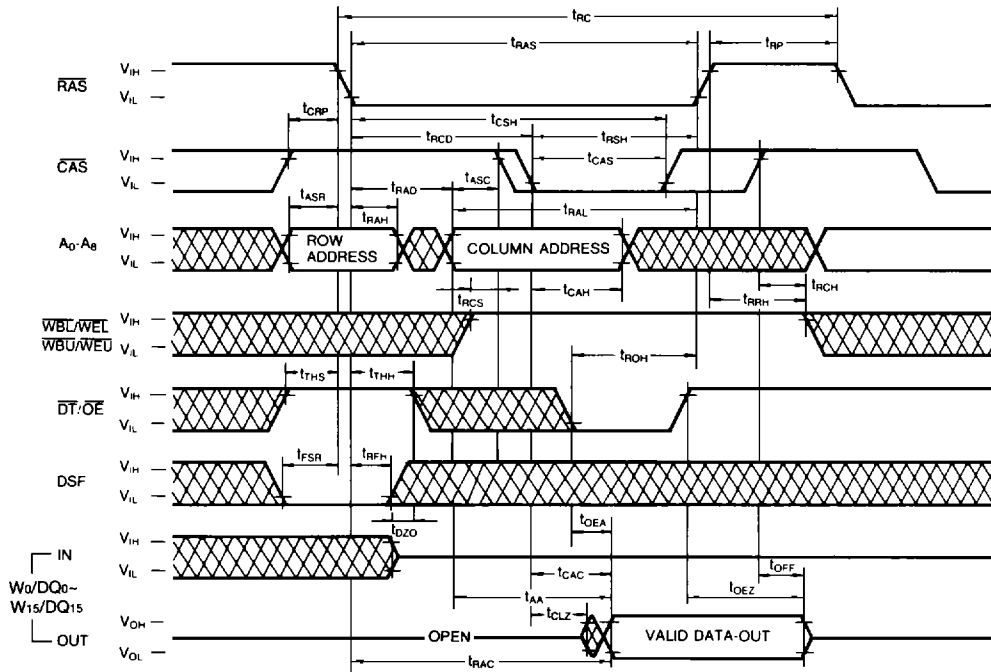 tRC
tRAS
tRP
RAS
VIH
VIL
tCRP
tCSH
tRCD
tRSH
CAS
VIH
VIL
tCAS
tRAD
tASC
tASR
tRAH
tRAL
A0-A8
VIH
VIL
ROW ADDRESS
COLUMN ADDRESS
tRCS
tCAH
tRCH
tRRH
WBL/WEL
WBU/WEU
VIH
VIL
tROH
tTHS
tTHH
DT/OE
VIH
VIL
tFSR
tRFH
DSF
VIH
VIL
tDZO
tOEA
IN
VIH
VIL
W0/DQ0~
W15/DQ15
tCAC
tOFF
tOEZ
tAA
tCLZ
OUT
VOH
VOL
OPEN
VALID DATA-OUT
tRAC